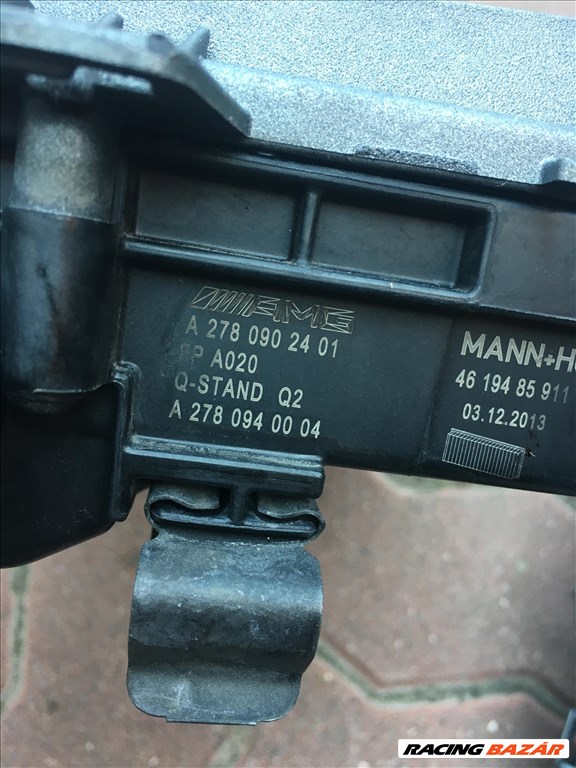 AMG
A 278 090 24 01
A020
Q-STAND Q2
A 278 094 00 04
MANN+
46 194 85 911
03.12.2013
RACING BAZÁR